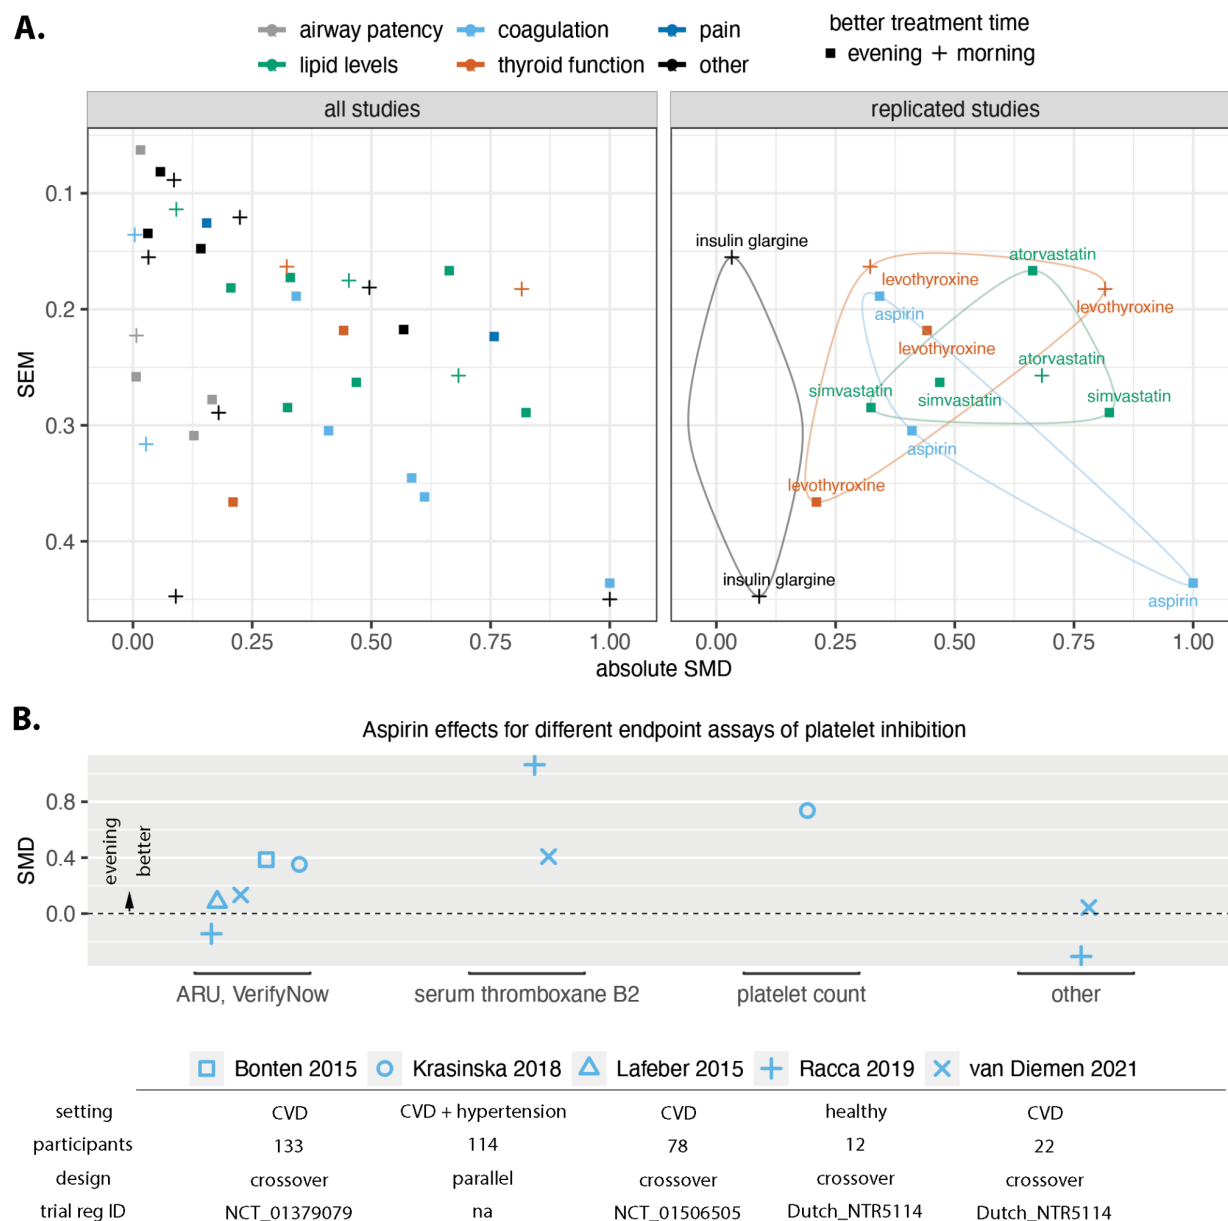 A.
airway patency coagulation pain
lipid levels thyroid function other
better treatment time
evening + morning
all studies
replicated studies
SEM
0.1
0.2
0.3
0.4
insulin glargine
atorvastatin
levothyroxine
levothyroxine
aspirin
levothyroxine
atorvastatin
simvastatin
simvastatin
simvastatin
aspirin
levothyroxine
insulin glargine
aspirin
0.00 0.25 0.50 0.75 1.00
0.00 0.25 0.50 0.75 1.00
absolute SMD
B.
Aspirin effects for different endpoint assays of platelet inhibition
SMD
0.8
0.4
0.0
evening
better
ARU, VerifyNow serum thromboxane B2 platelet count other
Bonten 2015 Krasinska 2018 Lafeber 2015 Racca 2019 van Diemen 2021
setting CVD CVD + hypertension CVD healthy CVD
participants 133 114 78 12 22
design crossover parallel crossover crossover crossover
trial reg ID NCT_01379079 na NCT_01506505 Dutch_NTR5114 Dutch_NTR5114